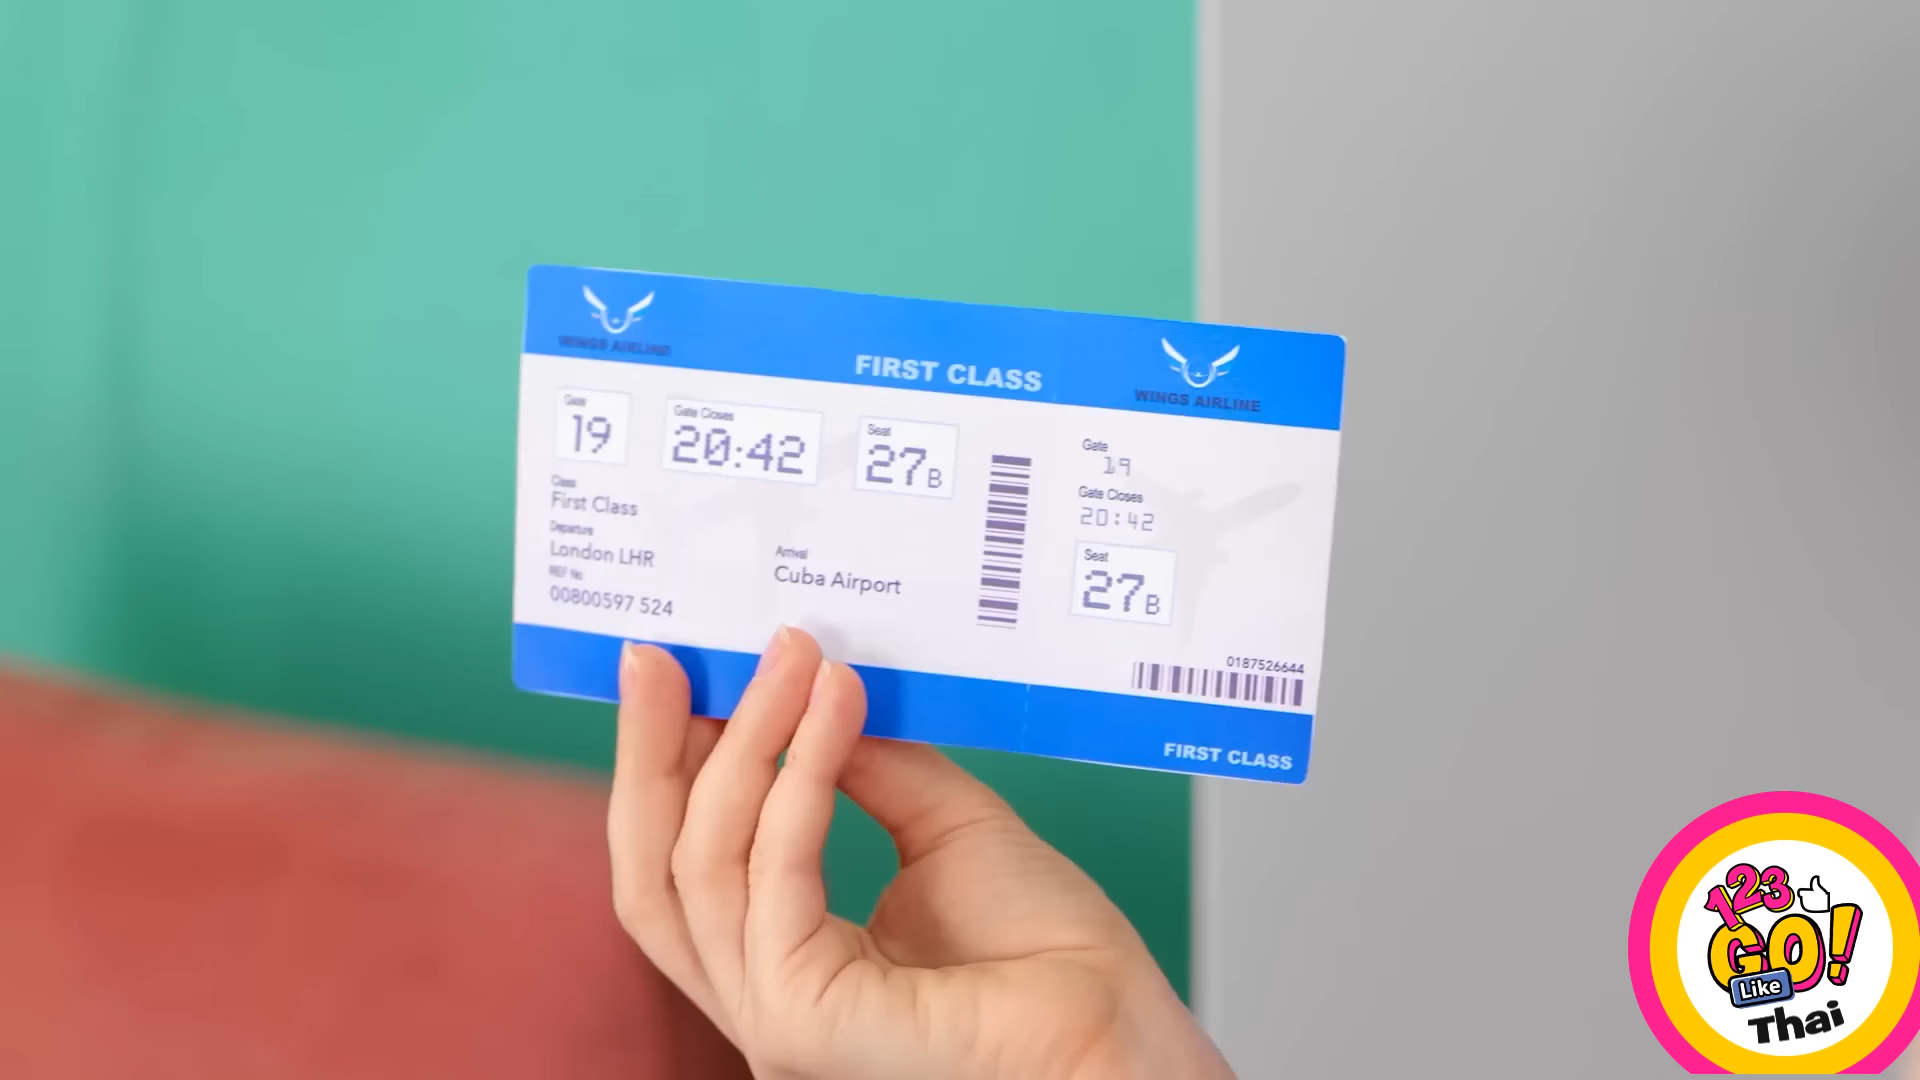 WINGS AIRLINE
FIRST CLASS
WINGS AIRLINE
Gate
19
Gate Closes
20:42
Seat
27B
Class
First Class
Departure
London LHR
REF No
00800597 524
Arrival
Cuba Airport
Gate
19
Gate Closes
20:42
Seat
27B
0187526644
FIRST CLASS
123
GO!
Like
Thai